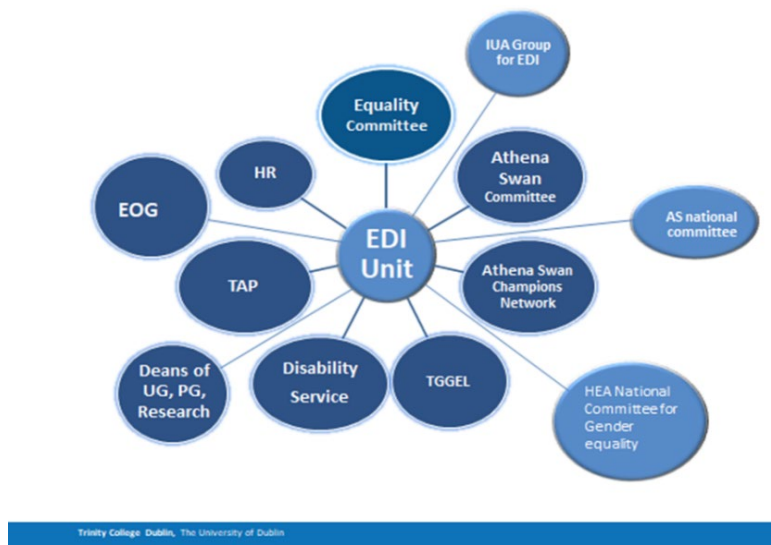 IUA Group
for EDI
Equality
Committee
Athena
Swan
Committee
HR
EOG
AS national
committee
EDI
Unit
TAP
Athena Swan
Champions
Network
Deans of
UG, PG,
Research
Disability
Service
TGGEL
HEA National
Committee for
Gender
equality
Trinity College Dublin, The University of Dublin